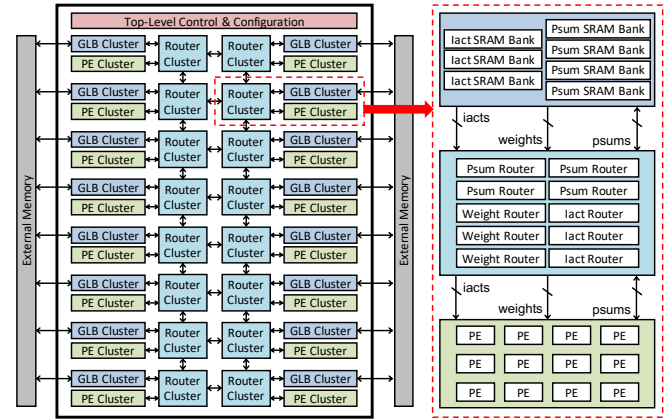 Top-Level Control & Configuration
External Memory
External Memory
GLB Cluster
PE Cluster
Router
Cluster
Router
Cluster
GLB Cluster
PE Cluster
GLB Cluster
PE Cluster
Router
Cluster
Router
Cluster
GLB Cluster
PE Cluster
GLB Cluster
PE Cluster
Router
Cluster
Router
Cluster
GLB Cluster
PE Cluster
GLB Cluster
PE Cluster
Router
Cluster
Router
Cluster
GLB Cluster
PE Cluster
GLB Cluster
PE Cluster
Router
Cluster
Router
Cluster
GLB Cluster
PE Cluster
GLB Cluster
PE Cluster
Router
Cluster
Router
Cluster
GLB Cluster
PE Cluster
GLB Cluster
PE Cluster
Router
Cluster
Router
Cluster
GLB Cluster
PE Cluster
GLB Cluster
PE Cluster
Router
Cluster
Router
Cluster
GLB Cluster
PE Cluster
Iact SRAM Bank
Iact SRAM Bank
Iact SRAM Bank
Psum SRAM Bank
Psum SRAM Bank
Psum SRAM Bank
Psum SRAM Bank
iacts
weights
psums
Psum Router
Psum Router
Psum Router
Psum Router
Weight Router
Iact Router
Weight Router
Iact Router
Weight Router
Iact Router
iacts
weights
psums
PE PE PE PE
PE PE PE PE
PE PE PE PE